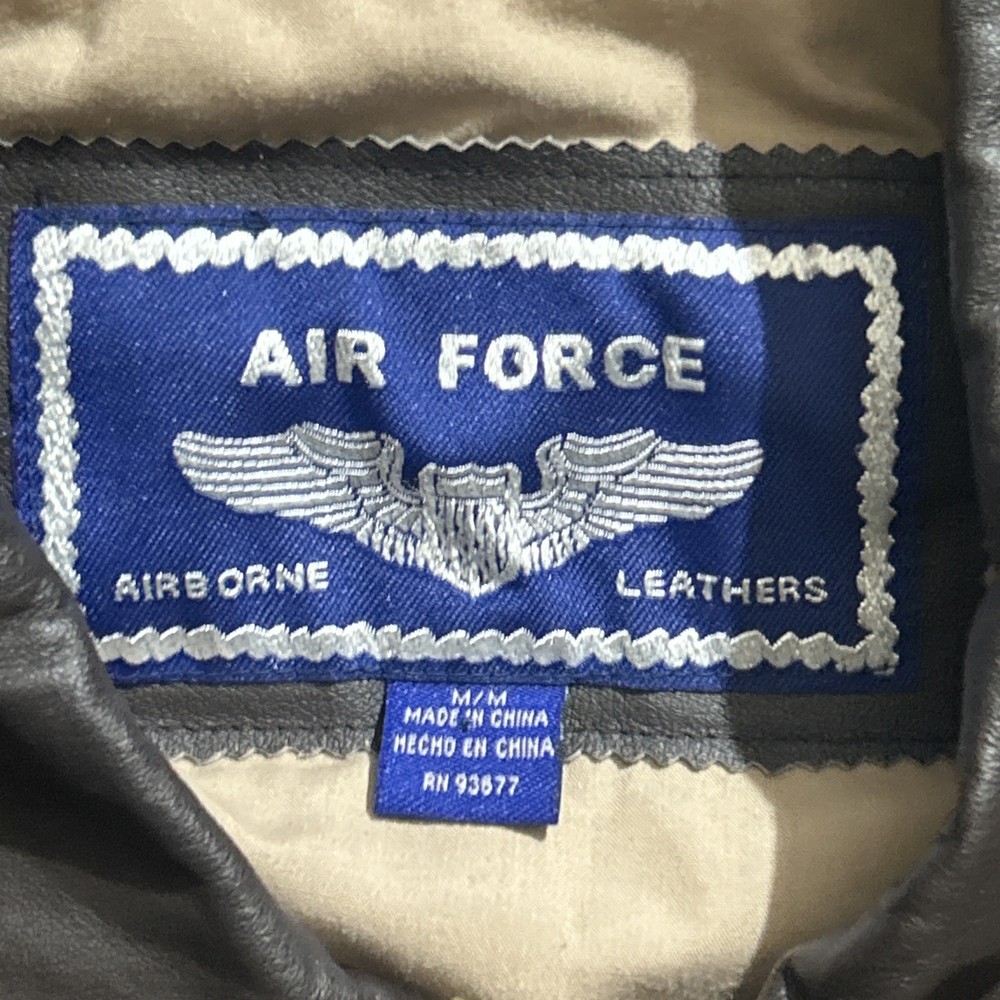 AIR FORCE
AIRBORNE LEATHERS
M/M
MADE IN CHINA
HECHO EN CHINA
RN 93677